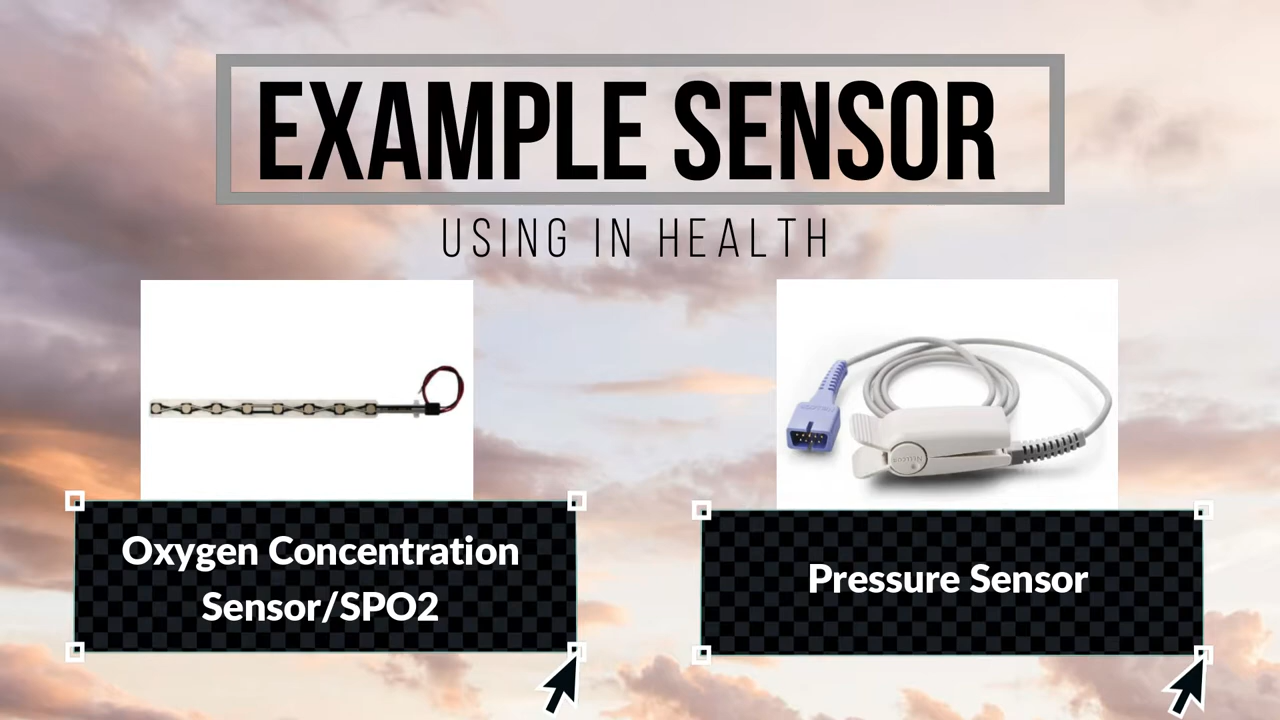 EXAMPLE SENSOR
USING IN HEALTH
Oxygen Concentration
Sensor/SPO2
Pressure Sensor